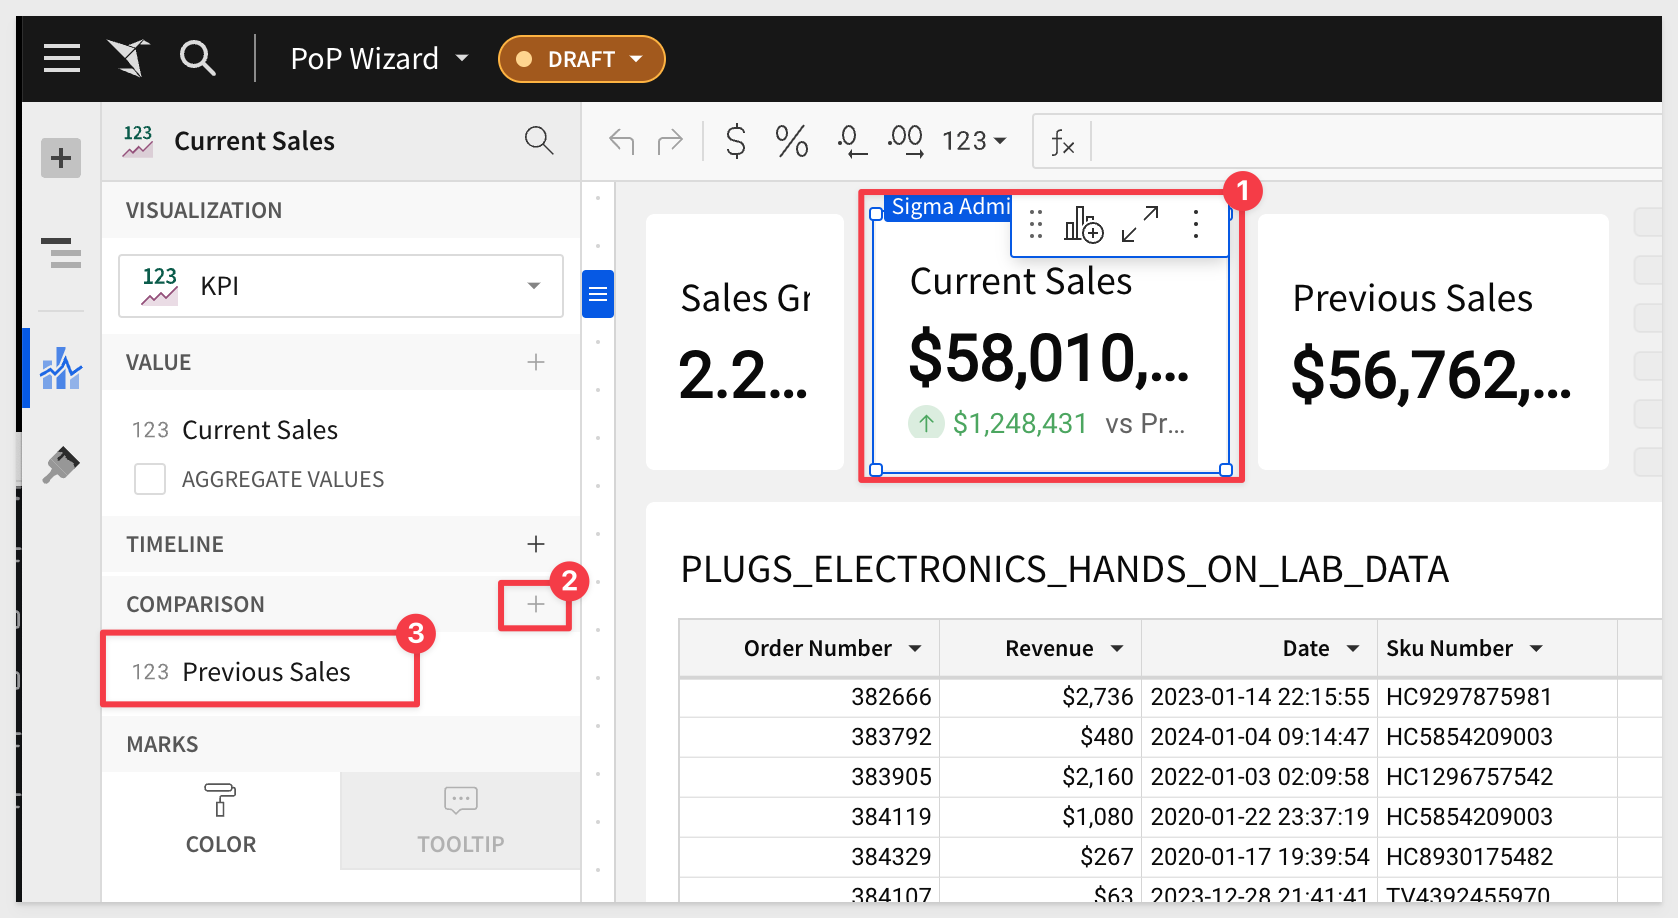 PoP Wizard
DRAFT
123
Current Sales
$ % .0 .00 123
fx
VISUALIZATION
123 KPI
VALUE
123 Current Sales
AGGREGATE VALUES
TIMELINE
COMPARISON
2
3
123 Previous Sales
MARKS
COLOR
TOOLTIP
1
Sigma Admi
Sales Gr
2.2...
Current Sales
$58,010,...
$1,248,431 vs Pr...
Previous Sales
$56,762,...
PLUGS_ELECTRONICS_HANDS_ON_LAB_DATA
Order Number Revenue Date Sku Number
382666 $2,736 2023-01-14 22:15:55 HC9297875981
383792 $480 2024-01-04 09:14:47 HC5854209003
383905 $2,160 2022-01-03 02:09:58 HC1296757542
384119 $1,080 2020-01-22 23:37:19 HC5854209003
384329 $267 2020-01-17 19:39:54 HC8930175482
384107 $63 2023-12-28 21:41:41 TV4392455970